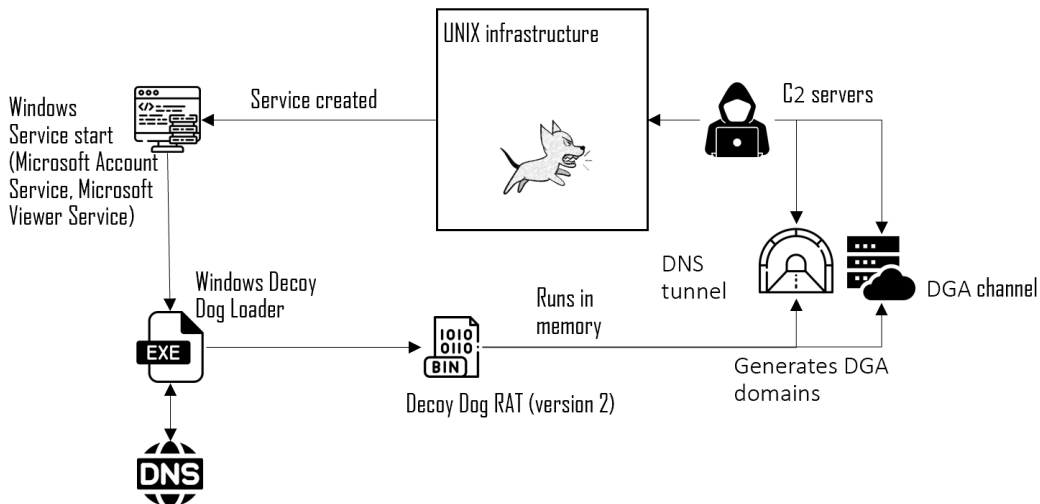 UNIX infrastructure
Service created
C2 servers
Windows
Service start
(Microsoft Account
Service, Microsoft
Viewer Service)
</>
Windows Decoy
Dog Loader
EXE
DNS
1010
0110
BIN
Decoy Dog RAT (version 2)
Runs in
memory
DNS
tunnel
DGA channel
Generates DGA
domains